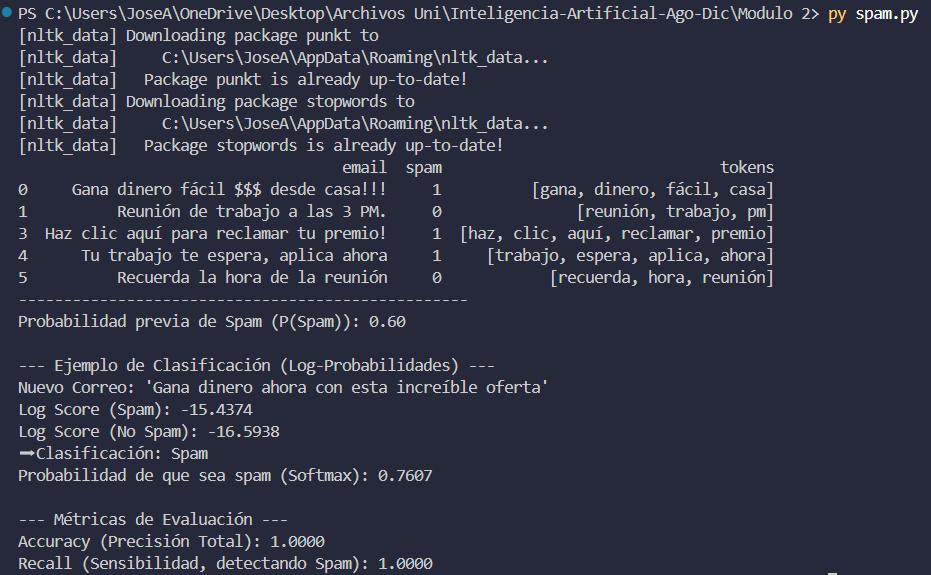 PS C:\Users\JoseA\OneDrive\Desktop\Archivos Uni\Inteligencia-Artificial-Ago-Dic\Modulo 2> py spam.py
[nltk_data] Downloading package punkt to
[nltk_data]     C:\Users\JoseA\AppData\Roaming\nltk_data...
[nltk_data]   Package punkt is already up-to-date!
[nltk_data] Downloading package stopwords to
[nltk_data]     C:\Users\JoseA\AppData\Roaming\nltk_data...
[nltk_data]   Package stopwords is already up-to-date!
                                    email  spam                               tokens
0     Gana dinero fácil $$$ desde casa!!!     1          [gana, dinero, fácil, casa]
1          Reunión de trabajo a las 3 PM.     0               [reunión, trabajo, pm]
3  Haz clic aquí para reclamar tu premio!     1  [haz, clic, aquí, reclamar, premio]
4      Tu trabajo te espera, aplica ahora     1     [trabajo, espera, aplica, ahora]
5          Recuerda la hora de la reunión     0            [recuerda, hora, reunión]
--------------------------------------------------
Probabilidad previa de Spam (P(Spam)): 0.60

--- Ejemplo de Clasificación (Log-Probabilidades) ---
Nuevo Correo: 'Gana dinero ahora con esta increíble oferta'
Log Score (Spam): -15.4374
Log Score (No Spam): -16.5938
➡Clasificación: Spam
Probabilidad de que sea spam (Softmax): 0.7607

--- Métricas de Evaluación ---
Accuracy (Precisión Total): 1.0000
Recall (Sensibilidad, detectando Spam): 1.0000